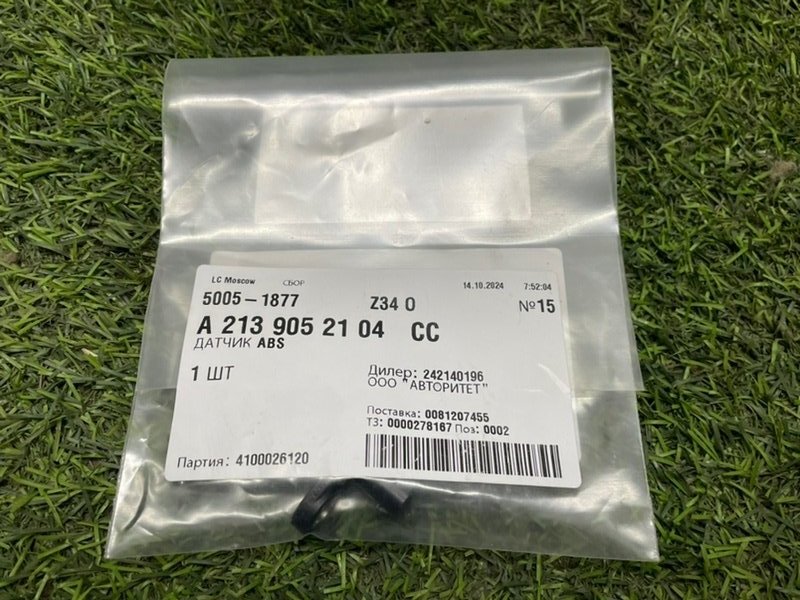 LC Moscow СБОР 14.10.2024 7:52:04
5005-1877 Z34 0 №15
A 213 905 21 04 CC
ДАТЧИК ABS
1 ШТ
Дилер: 242140196
ООО "АВТОРИТЕТ"
Поставка: 0081207455
ТЗ: 0000278167 Поз: 0002
Партия: 4100026120